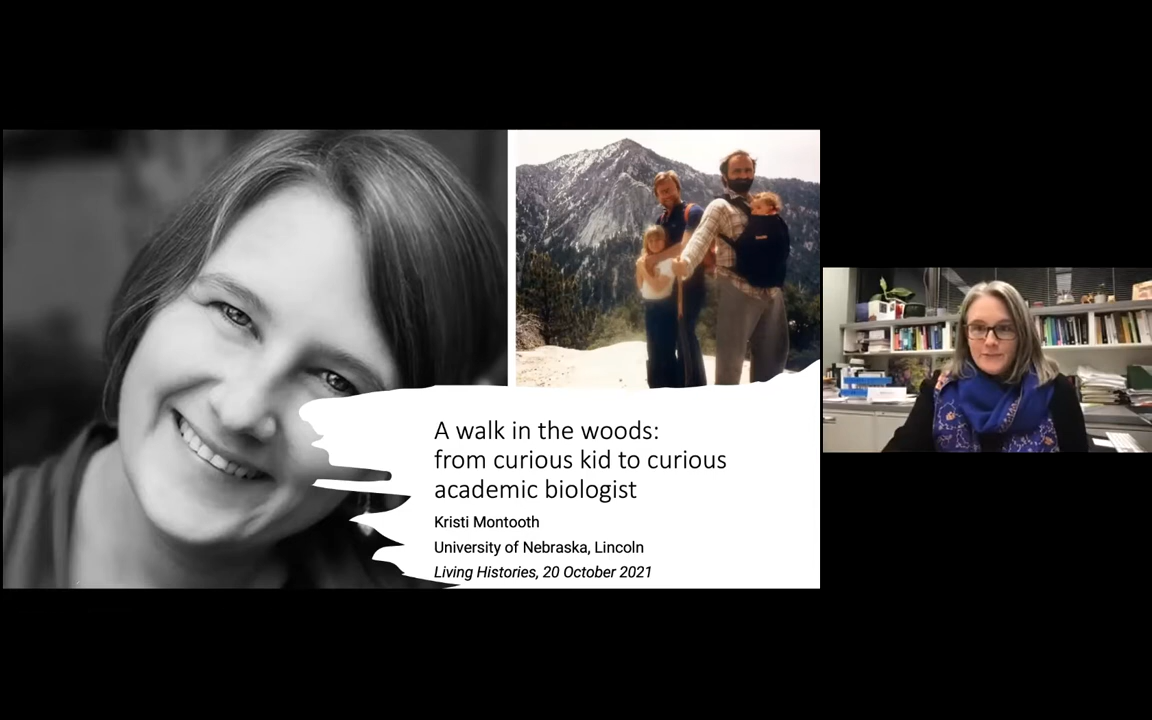 A walk in the woods:
from curious kid to curious
academic biologist
Kristi Montooth
University of Nebraska, Lincoln
Living Histories, 20 October 2021